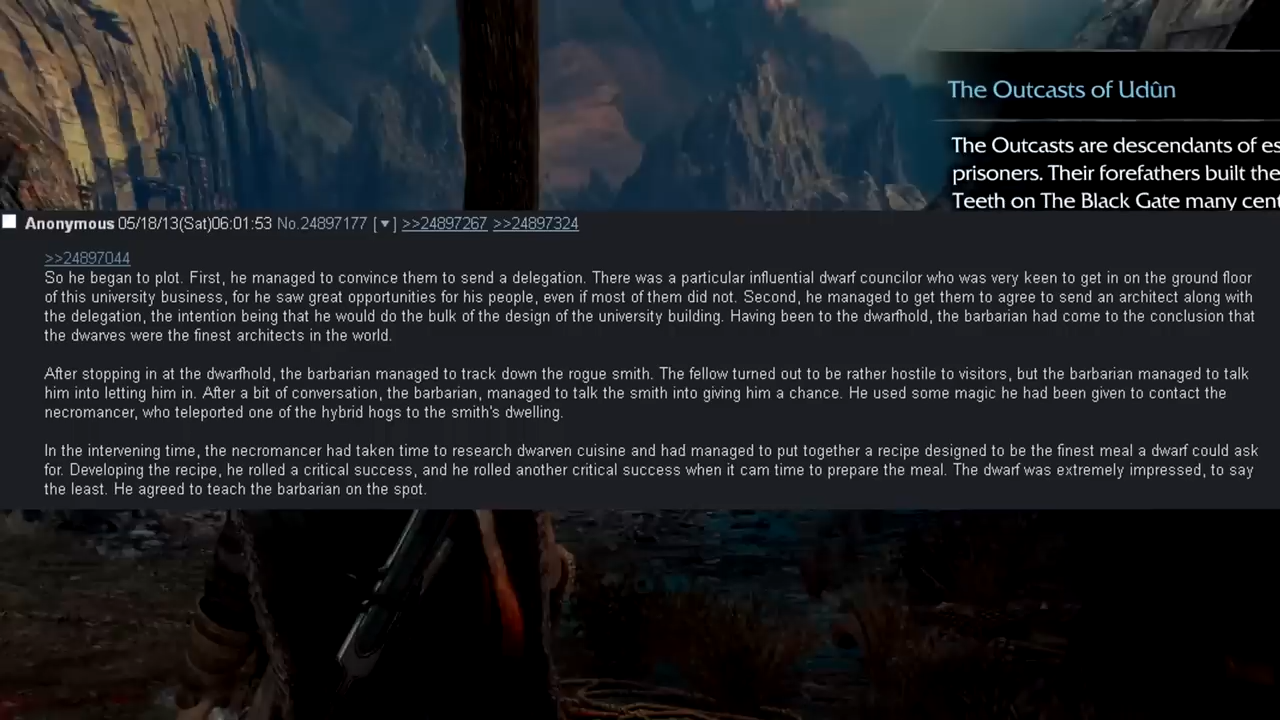 The Outcasts of Udûn
The Outcasts are descendants of
prisoners. Their forefathers built the
Teeth on The Black Gate many
Anonymous 05/18/13(Sat)06:01:53 No.24897177 [▼] >>24897267 >>24897324
>>24897044
So he began to plot. First, he managed to convince them to send a delegation. There was a particular influential dwarf councilor who was very keen to get in on the ground floor
of this university business, for he saw great opportunities for his people, even if most of them did not. Second, he managed to get them to agree to send an architect along with
the delegation, the intention being that he would do the bulk of the design of the university building. Having been to the dwarfhold, the barbarian had come to the conclusion that
the dwarves were the finest architects in the world.
After stopping in at the dwarfhold, the barbarian managed to track down the rogue smith. The fellow turned out to be rather hostile to visitors, but the barbarian managed to talk
him into letting him in. After a bit of conversation, the barbarian, managed to talk the smith into giving him a chance. He used some magic he had been given to contact the
necromancer, who teleported one of the hybrid hogs to the smith's dwelling.
In the intervening time, the necromancer had taken time to research dwarven cuisine and had managed to put together a recipe designed to be the finest meal a dwarf could ask
for. Developing the recipe, he rolled a critical success, and he rolled another critical success when it cam time to prepare the meal. The dwarf was extremely impressed, to say
the least. He agreed to teach the barbarian on the spot.